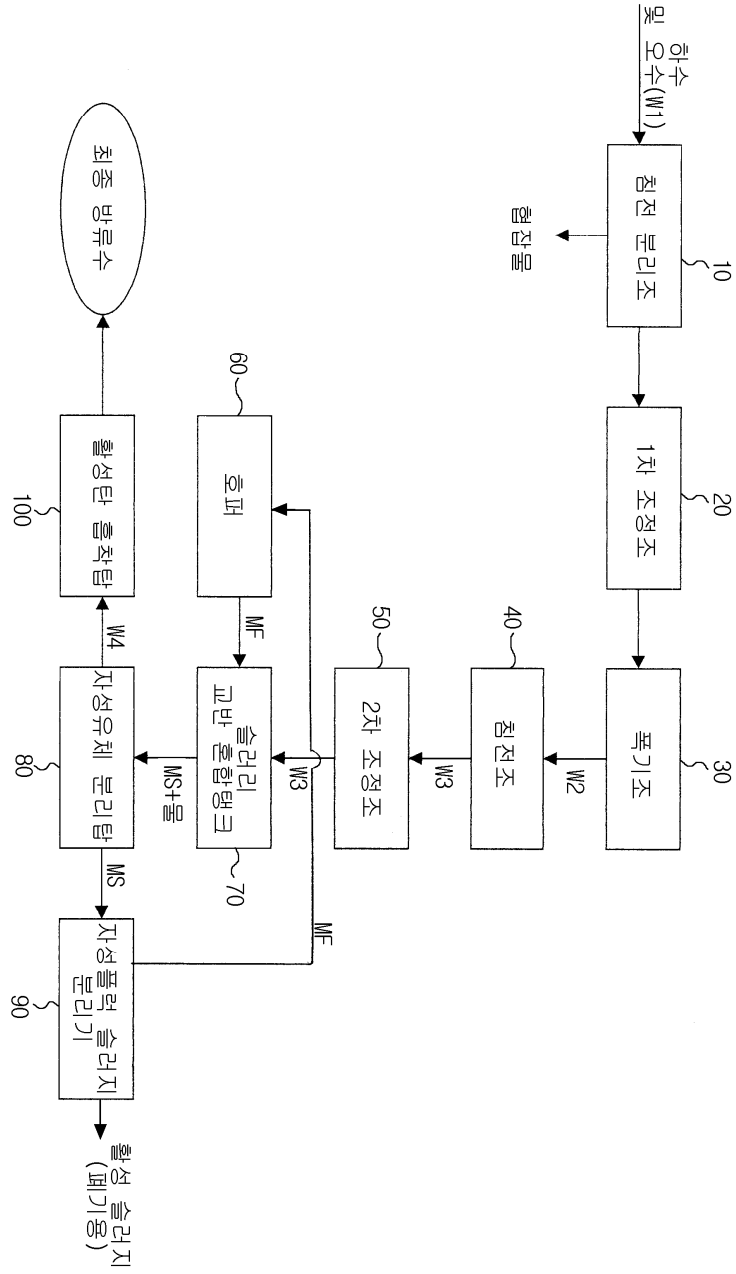 하수
및 오수(W1)
침전 분리조
10
협잡물
1차 조정조
20
폭기조
30
W2
침전조
40
W3
2차 조정조
50
W3
호퍼
60
MF
슬러리
교반 혼합탱크
70
MS+물
자성유체 분리탑
80
MS
자성플럭 슬러지
분리기
90
MF
활성 슬러지
(폐기용)
W4
활성탄 흡착탑
100
최종 방류수